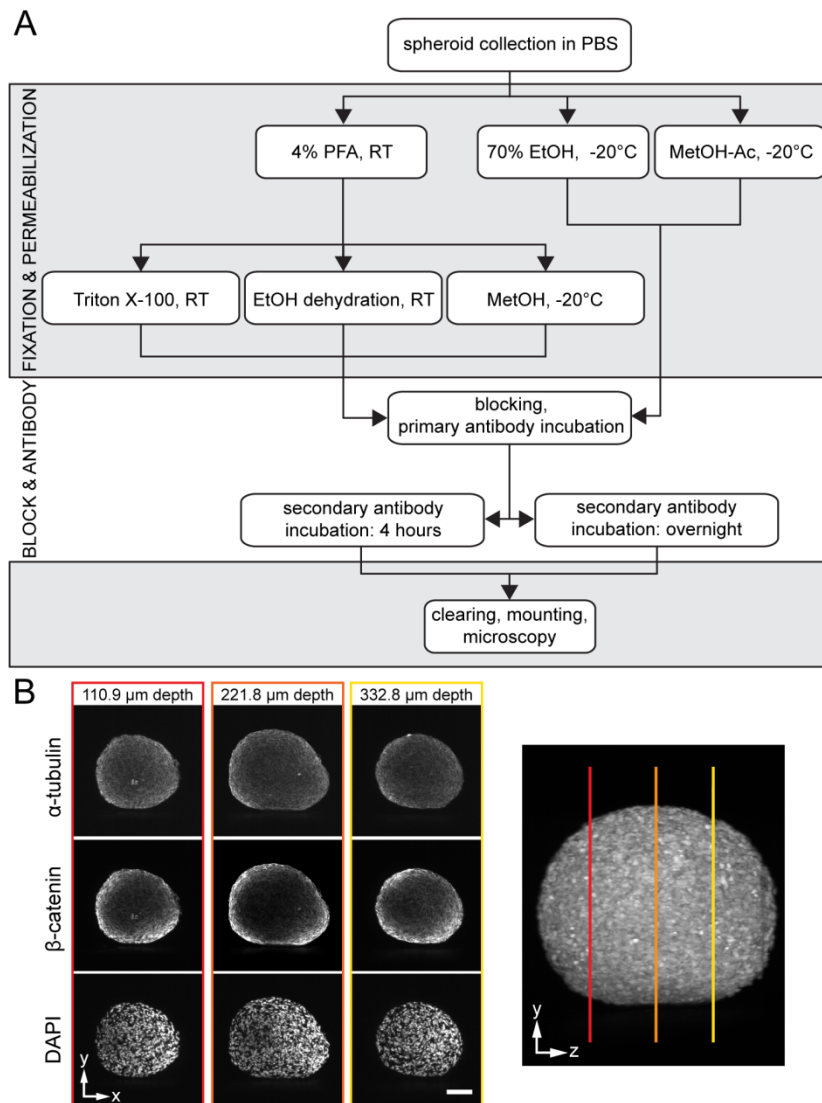 A
spheroid collection in PBS
FIXATION & PERMEABILIZATION
4% PFA, RT
70% EtOH, -20°C
MetOH-Ac, -20°C
Triton X-100, RT
EtOH dehydration, RT
MetOH, -20°C
BLOCK & ANTIBODY
blocking,
primary antibody incubation
secondary antibody
incubation: 4 hours
secondary antibody
incubation: overnight
clearing, mounting,
microscopy
B
110.9 µm depth
221.8 µm depth
332.8 µm depth
α-tubulin
β-catenin
DAPI
y
x
y
z